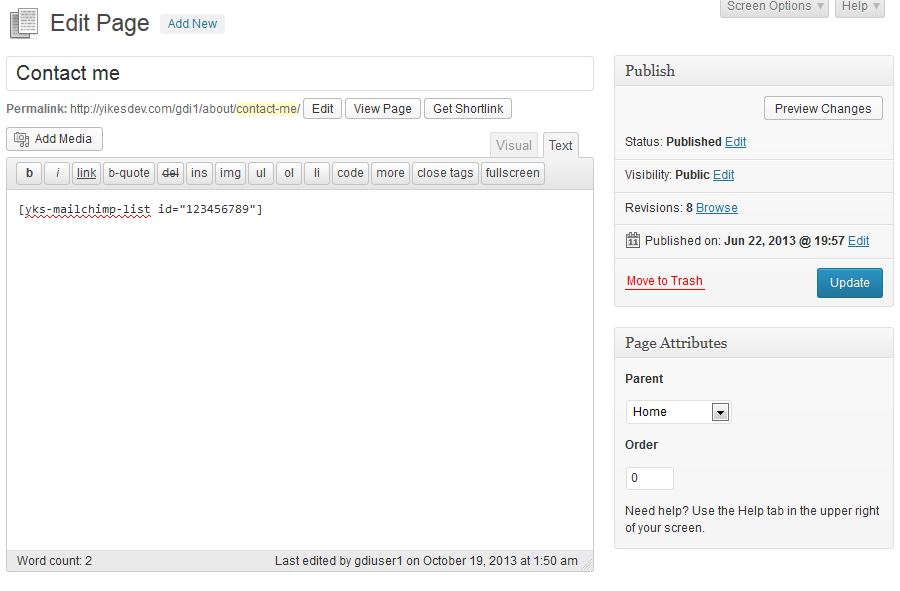 Screen Options Help
Edit Page Add New
Contact me
Permalink: http://yikesdev.com/gdi1/about/contact-me/ Edit View Page Get Shortlink
Add Media
Visual Text
b i link b-quote del ins img ul ol li code more close tags fullscreen
[yks-mailchimp-list id="123456789"]
Word count: 2 Last edited by gdiuser1 on October 19, 2013 at 1:50 am
Publish
Preview Changes
Status: Published Edit
Visibility: Public Edit
Revisions: 8 Browse
11 Published on: Jun 22, 2013 @ 19:57 Edit
Move to Trash Update
Page Attributes
Parent
Home
Order
0
Need help? Use the Help tab in the upper right
of your screen.